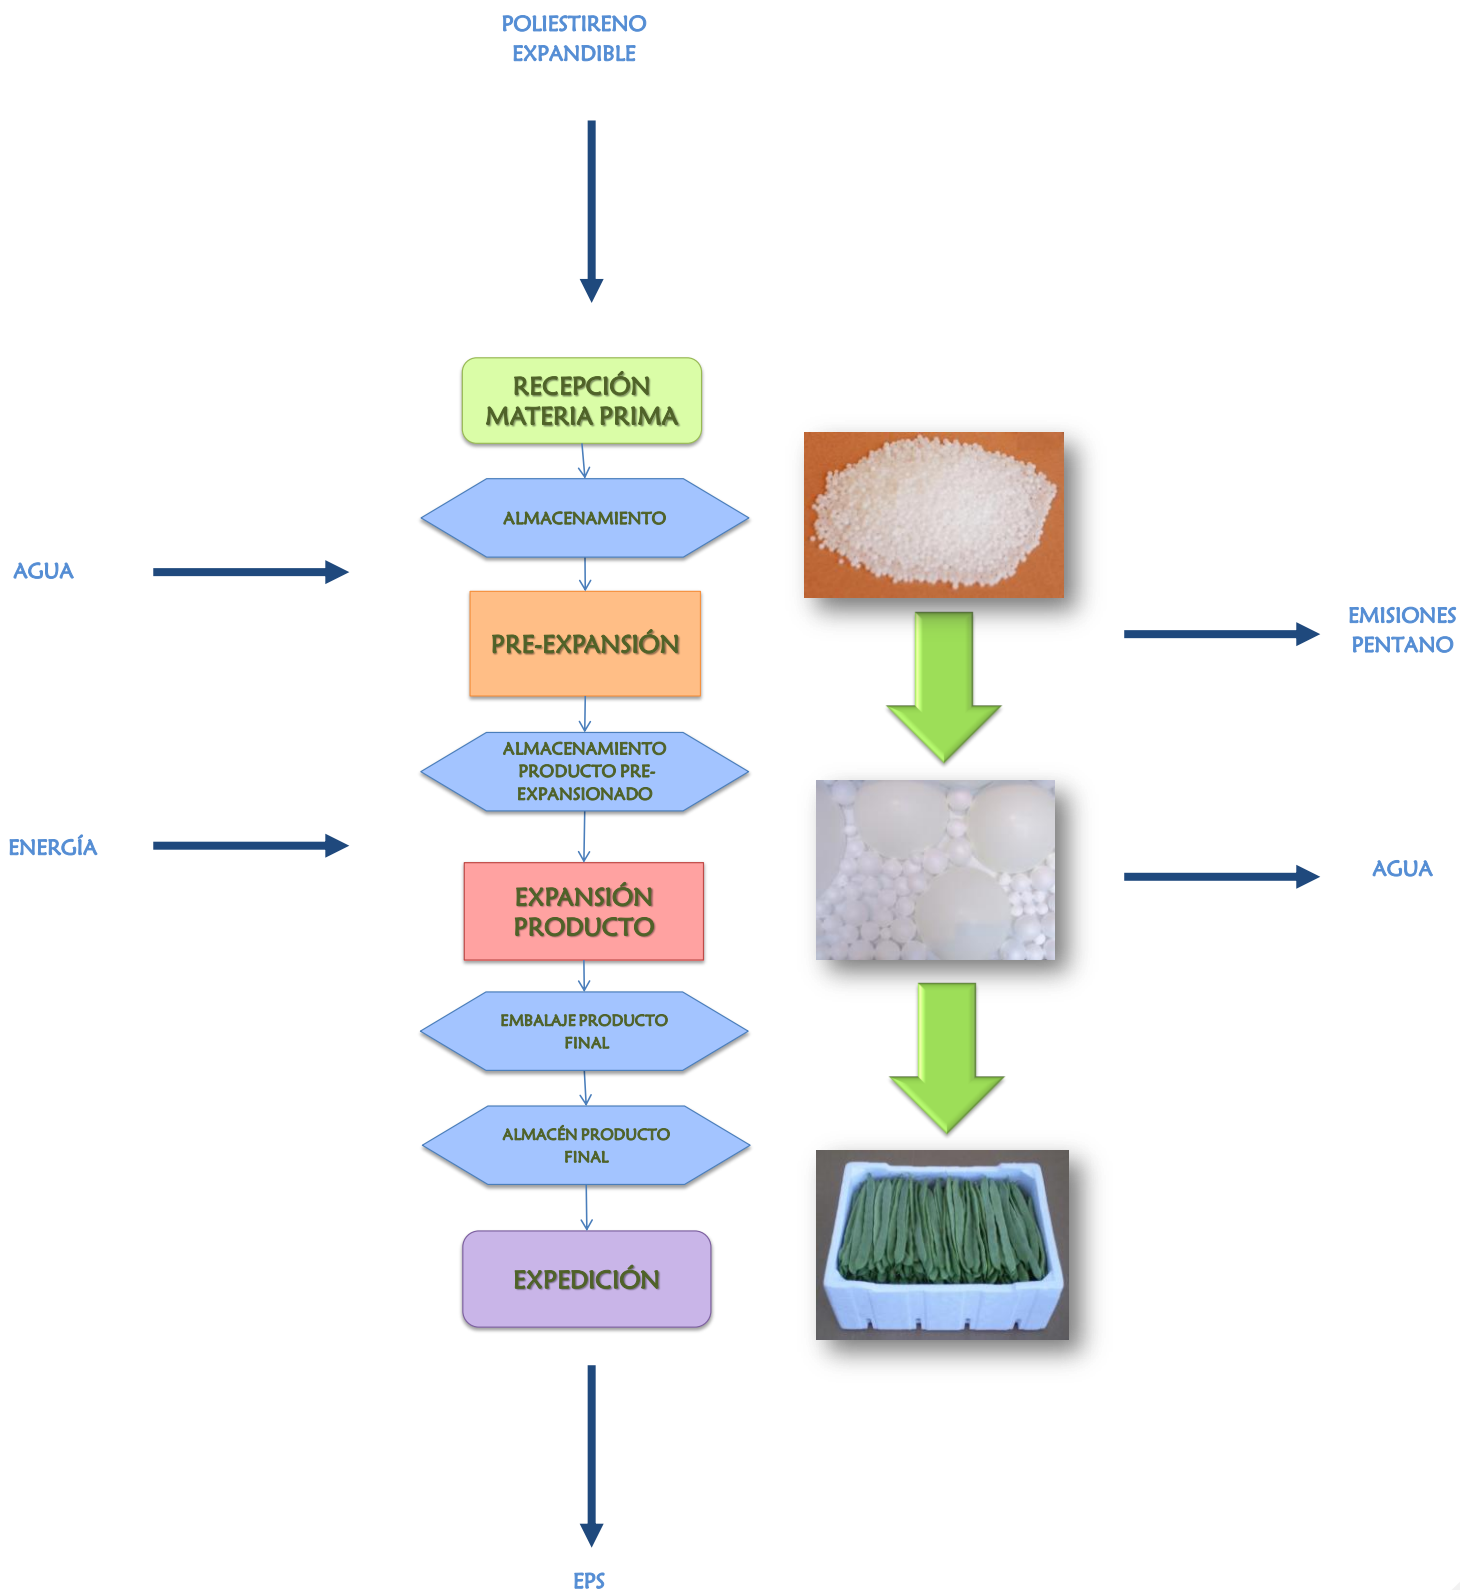 POLIESTIRENO
EXPANDIBLE
RECEPCIÓN
MATERIA PRIMA
ALMACENAMIENTO
AGUA
PRE-EXPANSIÓN
EMISIONES
PENTANO
ALMACENAMIENTO
PRODUCTO PRE-
EXPANSIONADO
ENERGÍA
EXPANSIÓN
PRODUCTO
AGUA
EMBALAJE PRODUCTO
FINAL
ALMACÉN PRODUCTO
FINAL
EXPEDICIÓN
EPS